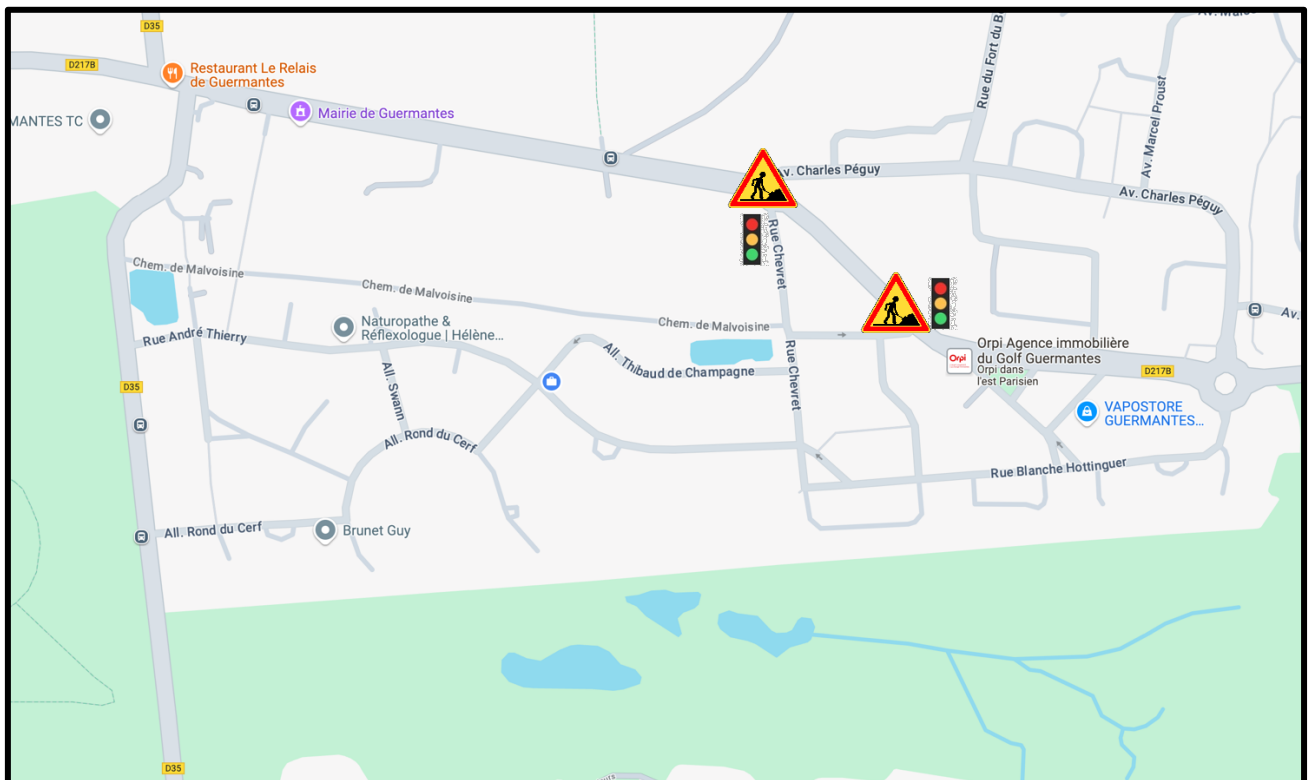 D35
Av. Ma
D217B
Restaurant Le Relais
de Guermantes
Rue du Fort du B
Mairie de Guermantes
MANTES TC
Av. Marcel Proust
Av. Charles Péguy
Av. Charles Péguy
Rue Chevret
Chem. de Malvoisine
Chem. de Malvoisine
Chem. de Malvoisine
Av.
Naturopathe &
Réflexologue | Hélène...
Rue André Thierry
All. Thibaud de Champagne
Rue Chevret
Orpi
Orpi Agence immobilière
du Golf Guermantes
Orpi dans
l'est Parisien
D217B
D35
All. Swann
VAPOSTORE
GUERMANTES...
All. Rond du Cerf
Rue Blanche Hottinguer
All. Rond du Cerf
Brunet Guy
D35